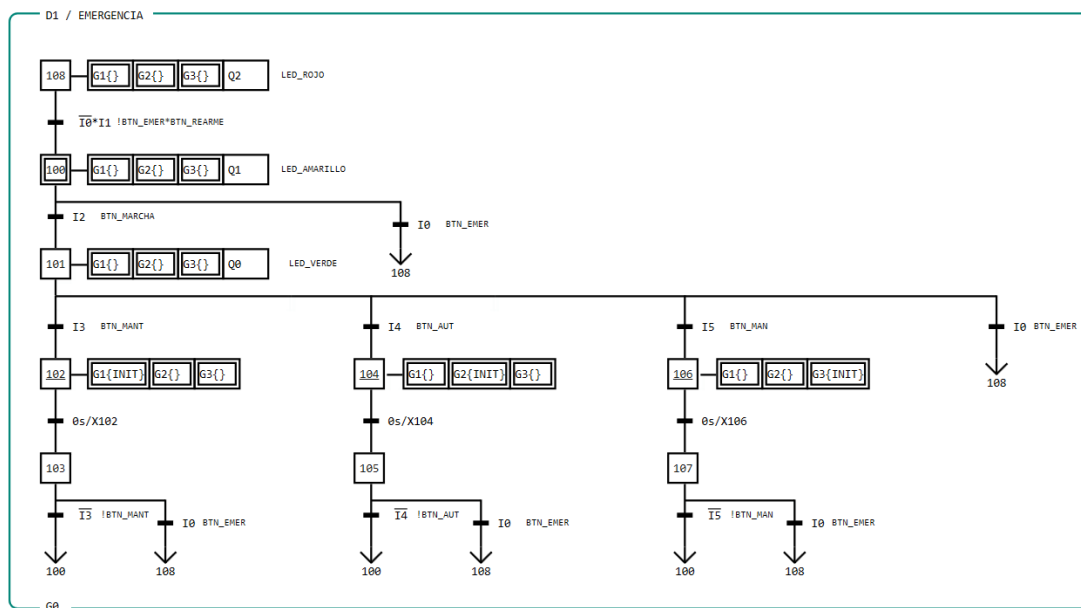 D1 / EMERGENCIA
108 G1{} G2{} G3{} Q2 LED_ROJO
I̅0̅*I1 !BTN_EMER*BTN_REARME
100 G1{} G2{} G3{} Q1 LED_AMARILLO
I2 BTN_MARCHA
I0 BTN_EMER
101 G1{} G2{} G3{} Q0 LED_VERDE
108
I3 BTN_MANT I4 BTN_AUT I5 BTN_MAN I0 BTN_EMER
102 G1{INIT} G2{} G3{} 104 G1{} G2{INIT} G3{} 106 G1{} G2{} G3{INIT}
108
0s/X102 0s/X104 0s/X106
103 105 107
I̅3̅ !BTN_MANT I0 BTN_EMER I̅4̅ !BTN_AUT I0 BTN_EMER I̅5̅ !BTN_MAN I0 BTN_EMER
100 108 100 108 100 108
G0